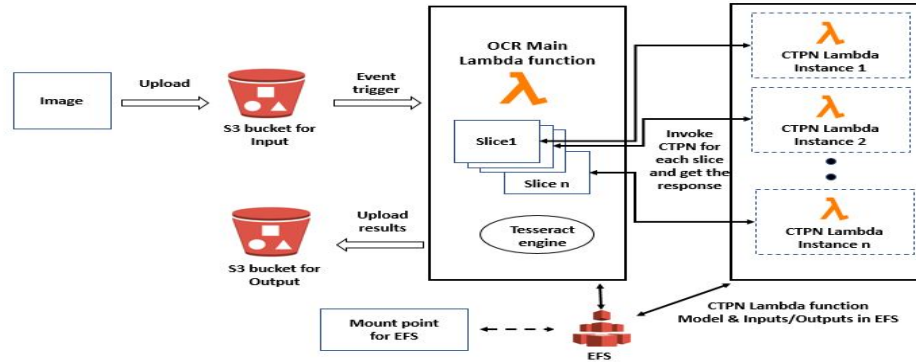 Image
Upload
S3 bucket for
Input
Event
trigger
OCR Main
Lambda function
Slice1
Slice n
Tesseract
engine
Invoke
CTPN for
each slice
and get the
response
CTPN Lambda
Instance 1
CTPN Lambda
Instance 2
CTPN Lambda
Instance n
Upload
results
S3 bucket for
Output
Mount point
for EFS
EFS
CTPN Lambda function
Model & Inputs/Outputs in EFS